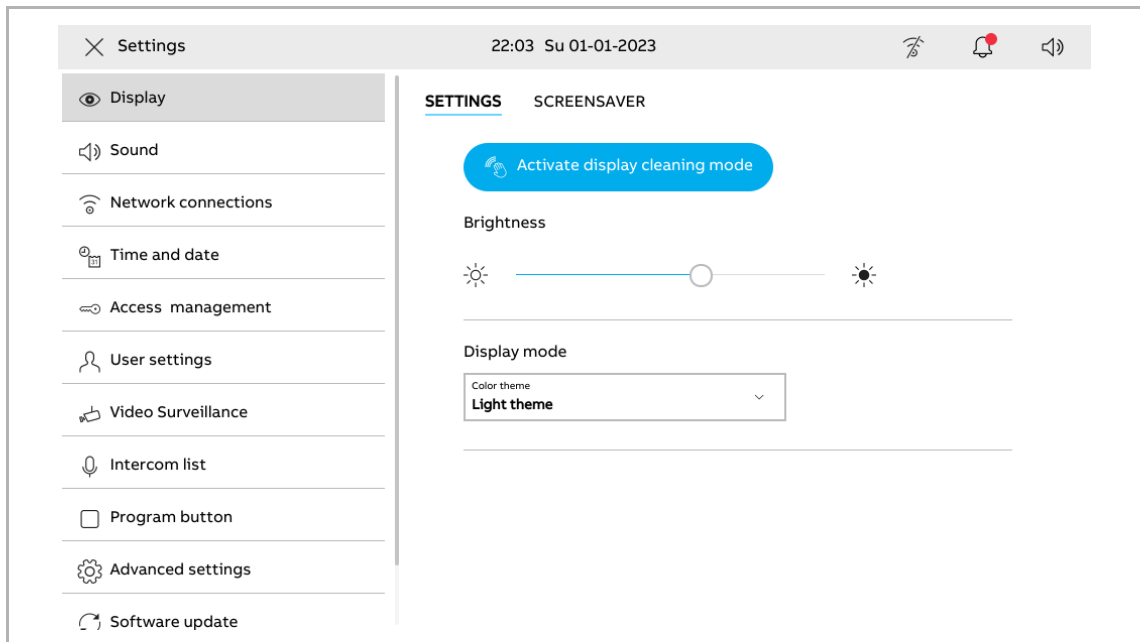 Settings
22:03 Su 01-01-2023
Display
Sound
Network connections
31
Time and date
Access management
User settings
Video Surveillance
Intercom list
Program button
Advanced settings
Software update
SETTINGS SCREENSAVER
Activate display cleaning mode
Brightness
Display mode
Color theme
Light theme